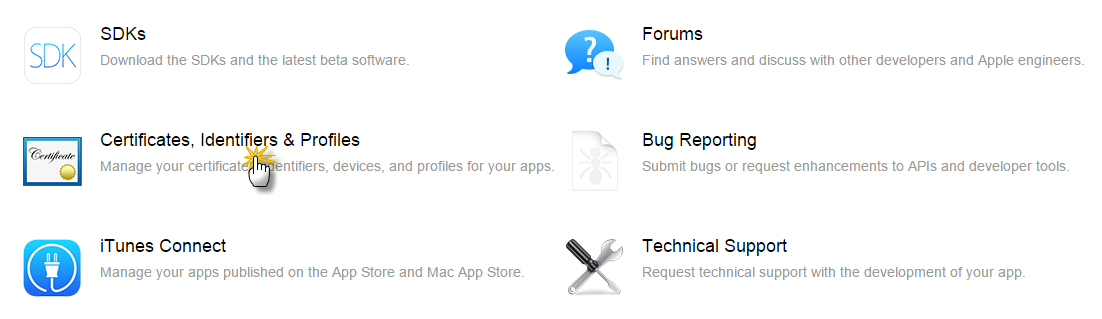 SDK
SDKs
Download the SDKs and the latest beta software.
?
!
Forums
Find answers and discuss with other developers and Apple engineers.
Certificate
Certificates, Identifiers & Profiles
Manage your certificates, identifiers, devices, and profiles for your apps.
Bug Reporting
Submit bugs or request enhancements to APIs and developer tools.
iTunes Connect
Manage your apps published on the App Store and Mac App Store.
Technical Support
Request technical support with the development of your app.